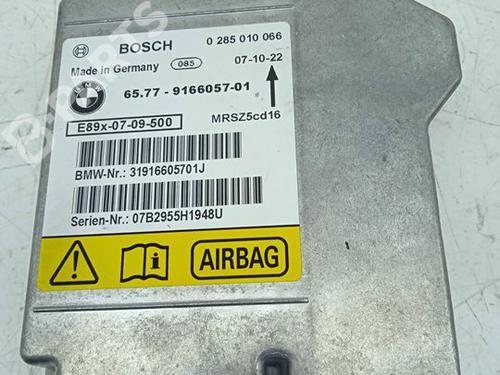 BOSCH 0 285 010 066
Made in Germany 085 07-10-22
BMW
65.77 - 9166057-01
E89x-07-09-500 MRSZ5cd16
BMW-Nr.: 31916605701J
Serien-Nr.: 07B2955H1948U
AIRBAG